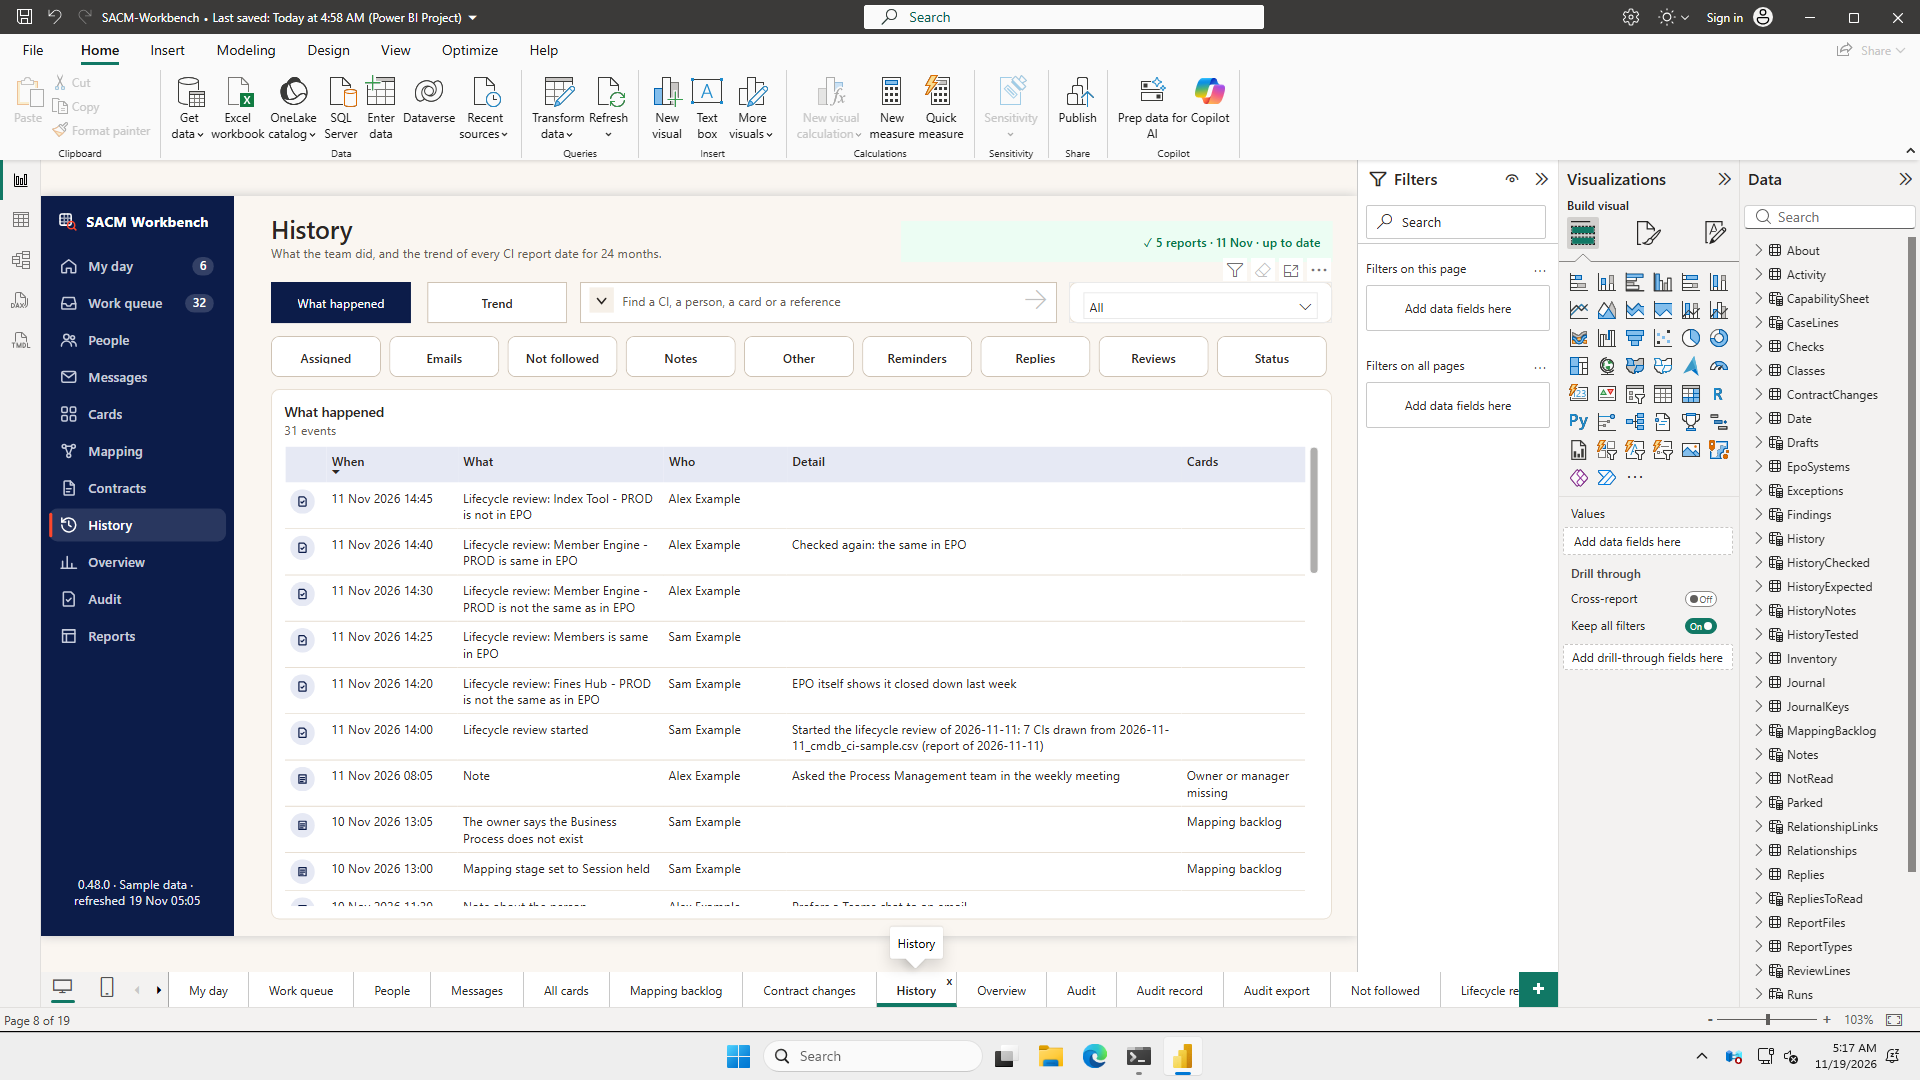 SACM-Workbench • Last saved: Today at 4:58 AM (Power BI Project)
Search
Sign in
File
Home
Insert
Modeling
Design
View
Optimize
Help
Share
Paste
Cut
Copy
Format painter
Clipboard
Get data
Excel workbook
OneLake catalog
SQL Server
Enter data
Dataverse
Recent sources
Data
Transform data
Refresh
Queries
New visual
Text box
More visuals
Insert
New visual calculation
New measure
Quick measure
Calculations
Sensitivity
Sensitivity
Publish
Share
Prep data for AI
Copilot
Copilot
DAX
TMDL
SACM Workbench
My day 6
Work queue 32
People
Messages
Cards
Mapping
Contracts
History
Overview
Audit
Reports
0.48.0 · Sample data ·
refreshed 19 Nov 05:05
History
What the team did, and the trend of every CI report date for 24 months.
✓ 5 reports · 11 Nov · up to date
What happened
Trend
Find a CI, a person, a card or a reference
All
Assigned
Emails
Not followed
Notes
Other
Reminders
Replies
Reviews
Status
What happened
31 events
When What Who Detail Cards
11 Nov 2026 14:45 Lifecycle review: Index Tool - PROD is not in EPO Alex Example
11 Nov 2026 14:40 Lifecycle review: Member Engine - PROD is same in EPO Alex Example Checked again: the same in EPO
11 Nov 2026 14:30 Lifecycle review: Member Engine - PROD is not the same as in EPO Alex Example
11 Nov 2026 14:25 Lifecycle review: Members is same in EPO Sam Example
11 Nov 2026 14:20 Lifecycle review: Fines Hub - PROD is not the same as in EPO Sam Example EPO itself shows it closed down last week
11 Nov 2026 14:00 Lifecycle review started Sam Example Started the lifecycle review of 2026-11-11: 7 CIs drawn from 2026-11-11_cmdb_ci-sample.csv (report of 2026-11-11)
11 Nov 2026 08:05 Note Alex Example Asked the Process Management team in the weekly meeting Owner or manager missing
10 Nov 2026 13:05 The owner says the Business Process does not exist Sam Example Mapping backlog
10 Nov 2026 13:00 Mapping stage set to Session held Sam Example Mapping backlog
History
Filters
Search
Filters on this page
Add data fields here
Filters on all pages
Add data fields here
Visualizations
Build visual
Values
Add data fields here
Drill through
Cross-report Off
Keep all filters On
Add drill-through fields here
Data
Search
About
Activity
CapabilitySheet
CaseLines
Checks
Classes
ContractChanges
Date
Drafts
EpoSystems
Exceptions
Findings
History
HistoryChecked
HistoryExpected
HistoryNotes
HistoryTested
Inventory
Journal
JournalKeys
MappingBacklog
Notes
NotRead
Parked
RelationshipLinks
Relationships
Replies
RepliesToRead
ReportFiles
ReportTypes
ReviewLines
Runs
My day
Work queue
People
Messages
All cards
Mapping backlog
Contract changes
History x
Overview
Audit
Audit record
Audit export
Not followed
Lifecycle re
+
Page 8 of 19
- + 103%
Search
5:17 AM
11/19/2026